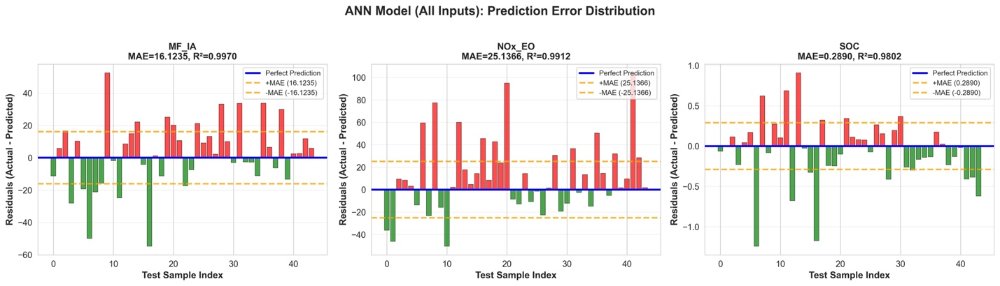 ANN Model (All Inputs): Prediction Error Distribution
MF_IA
MAE=16.1235, R²=0.9970
Perfect Prediction
+MAE (16.1235)
-MAE (-16.1235)
Residuals (Actual - Predicted)
40
20
0
−20
−40
−60
0
10
20
30
40
Test Sample Index
NOx_EO
MAE=25.1366, R²=0.9912
Perfect Prediction
+MAE (25.1366)
-MAE (-25.1366)
Residuals (Actual - Predicted)
100
80
60
40
20
0
−20
−40
0
10
20
30
40
Test Sample Index
SOC
MAE=0.2890, R²=0.9802
Perfect Prediction
+MAE (0.2890)
-MAE (-0.2890)
Residuals (Actual - Predicted)
1.0
0.5
0.0
−0.5
−1.0
0
10
20
30
40
Test Sample Index